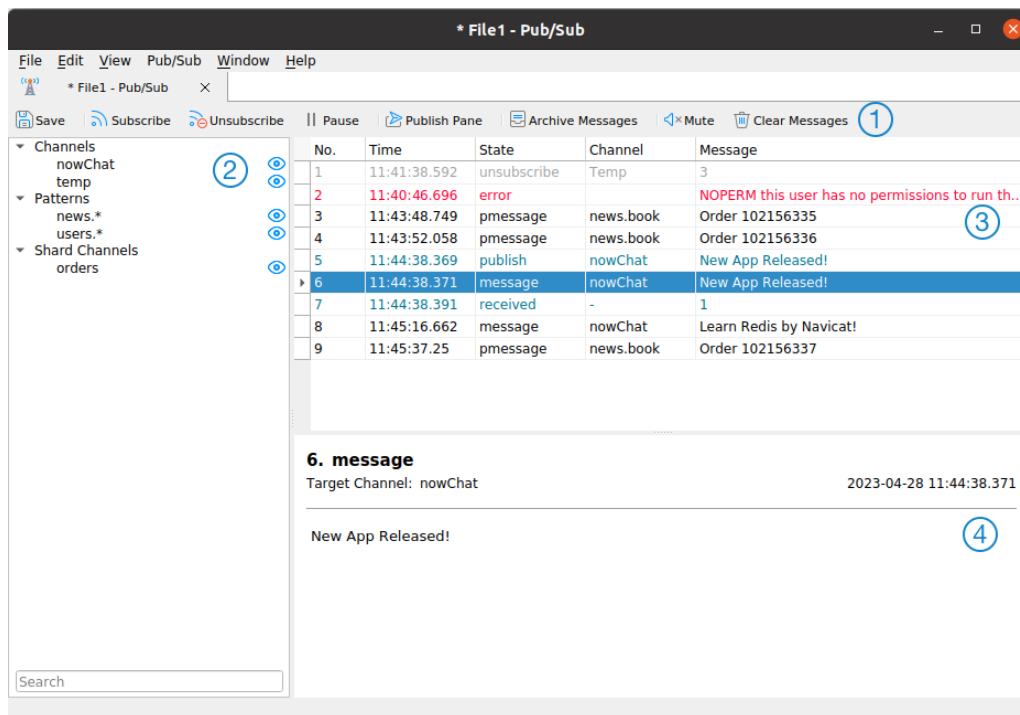 * File1 - Pub/Sub
File Edit View Pub/Sub Window Help
* File1 - Pub/Sub
Save Subscribe Unsubscribe Pause Publish Pane Archive Messages Mute Clear Messages 1
Channels
nowChat
temp
2
Patterns
news.*
users.*
Shard Channels
orders
Search
No. Time State Channel Message
1 11:41:38.592 unsubscribe Temp 3
2 11:40:46.696 error NOPERM this user has no permissions to run th...
3 11:43:48.749 pmessage news.book Order 102156335
3
4 11:43:52.058 pmessage news.book Order 102156336
5 11:44:38.369 publish nowChat New App Released!
6 11:44:38.371 message nowChat New App Released!
7 11:44:38.391 received - 1
8 11:45:16.662 message nowChat Learn Redis by Navicat!
9 11:45:37.25 pmessage news.book Order 102156337
6. message
Target Channel: nowChat 2023-04-28 11:44:38.371
New App Released!
4